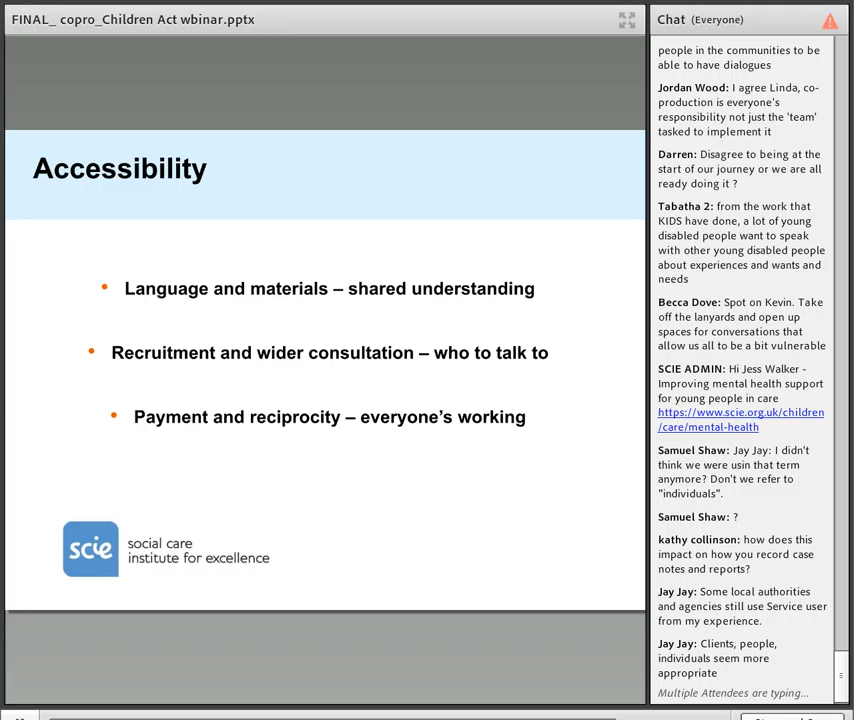 FINAL_ copro_Children Act wbinar.pptx
Accessibility
• Language and materials – shared understanding
• Recruitment and wider consultation – who to talk to
• Payment and reciprocity – everyone’s working
scie
social care
institute for excellence
Chat (Everyone)
people in the communities to be
able to have dialogues
Jordan Wood: I agree Linda, co-
production is everyone's
responsibility not just the 'team'
tasked to implement it
Darren: Disagree to being at the
start of our journey or we are all
ready doing it ?
Tabatha 2: from the work that
KIDS have done, a lot of young
disabled people want to speak
with other young disabled people
about experiences and wants and
needs
Becca Dove: Spot on Kevin. Take
off the lanyards and open up
spaces for conversations that
allow us all to be a bit vulnerable
SCIE ADMIN: Hi Jess Walker -
Improving mental health support
for young people in care
https://www.scie.org.uk/children
/care/mental-health
Samuel Shaw: Jay Jay: I didn't
think we were usin that term
anymore? Don't we refer to
"individuals".
Samuel Shaw: ?
kathy collinson: how does this
impact on how you record case
notes and reports?
Jay Jay: Some local authorities
and agencies still use Service user
from my experience.
Jay Jay: Clients, people,
individuals seem more
appropriate
Multiple Attendees are typing...